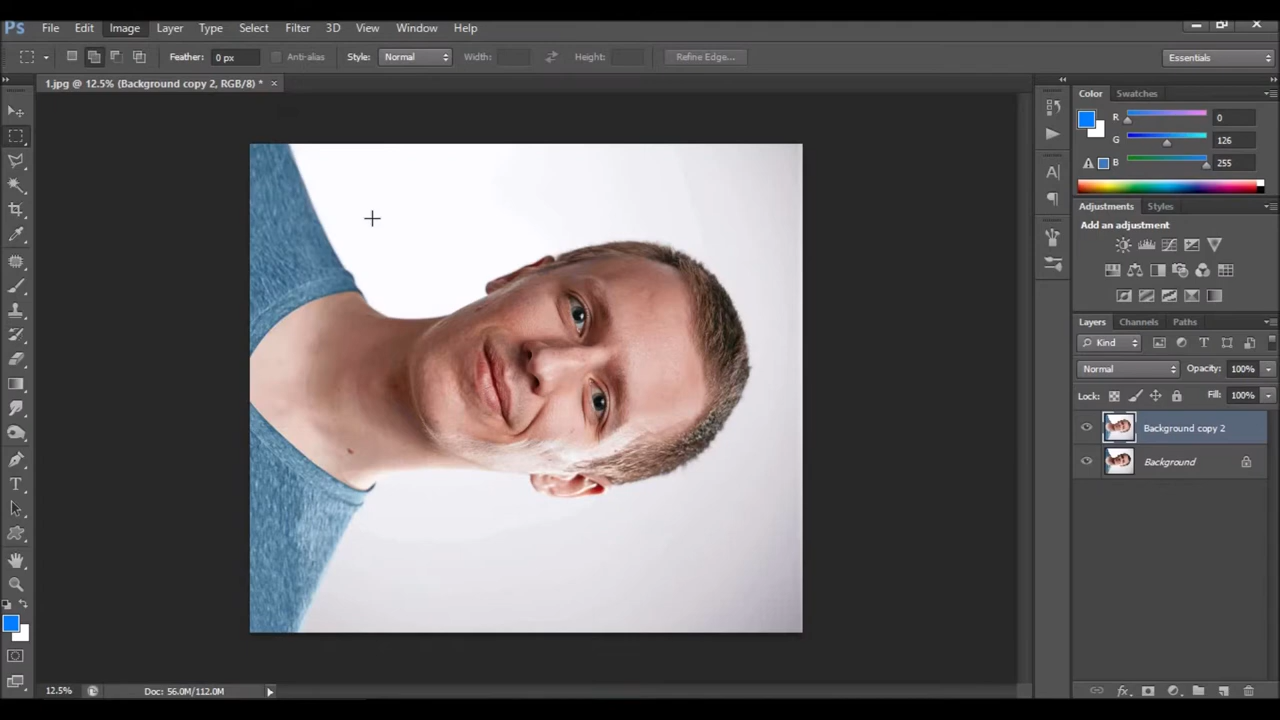 Ps File Edit Image Layer Type Select Filter 3D View Window Help
Feather: 0 px Anti-alias Style: Normal Width: Height: Refine Edge... Essentials
1.jpg @ 12.5% (Background copy 2, RGB/8) * ×
Color Swatches
R 0
G 126
B 255
Adjustments Styles
Add an adjustment
Layers Channels Paths
Kind
Normal Opacity: 100%
Lock: Fill: 100%
Background copy 2
Background
12.5% Doc: 56.0M/112.0M